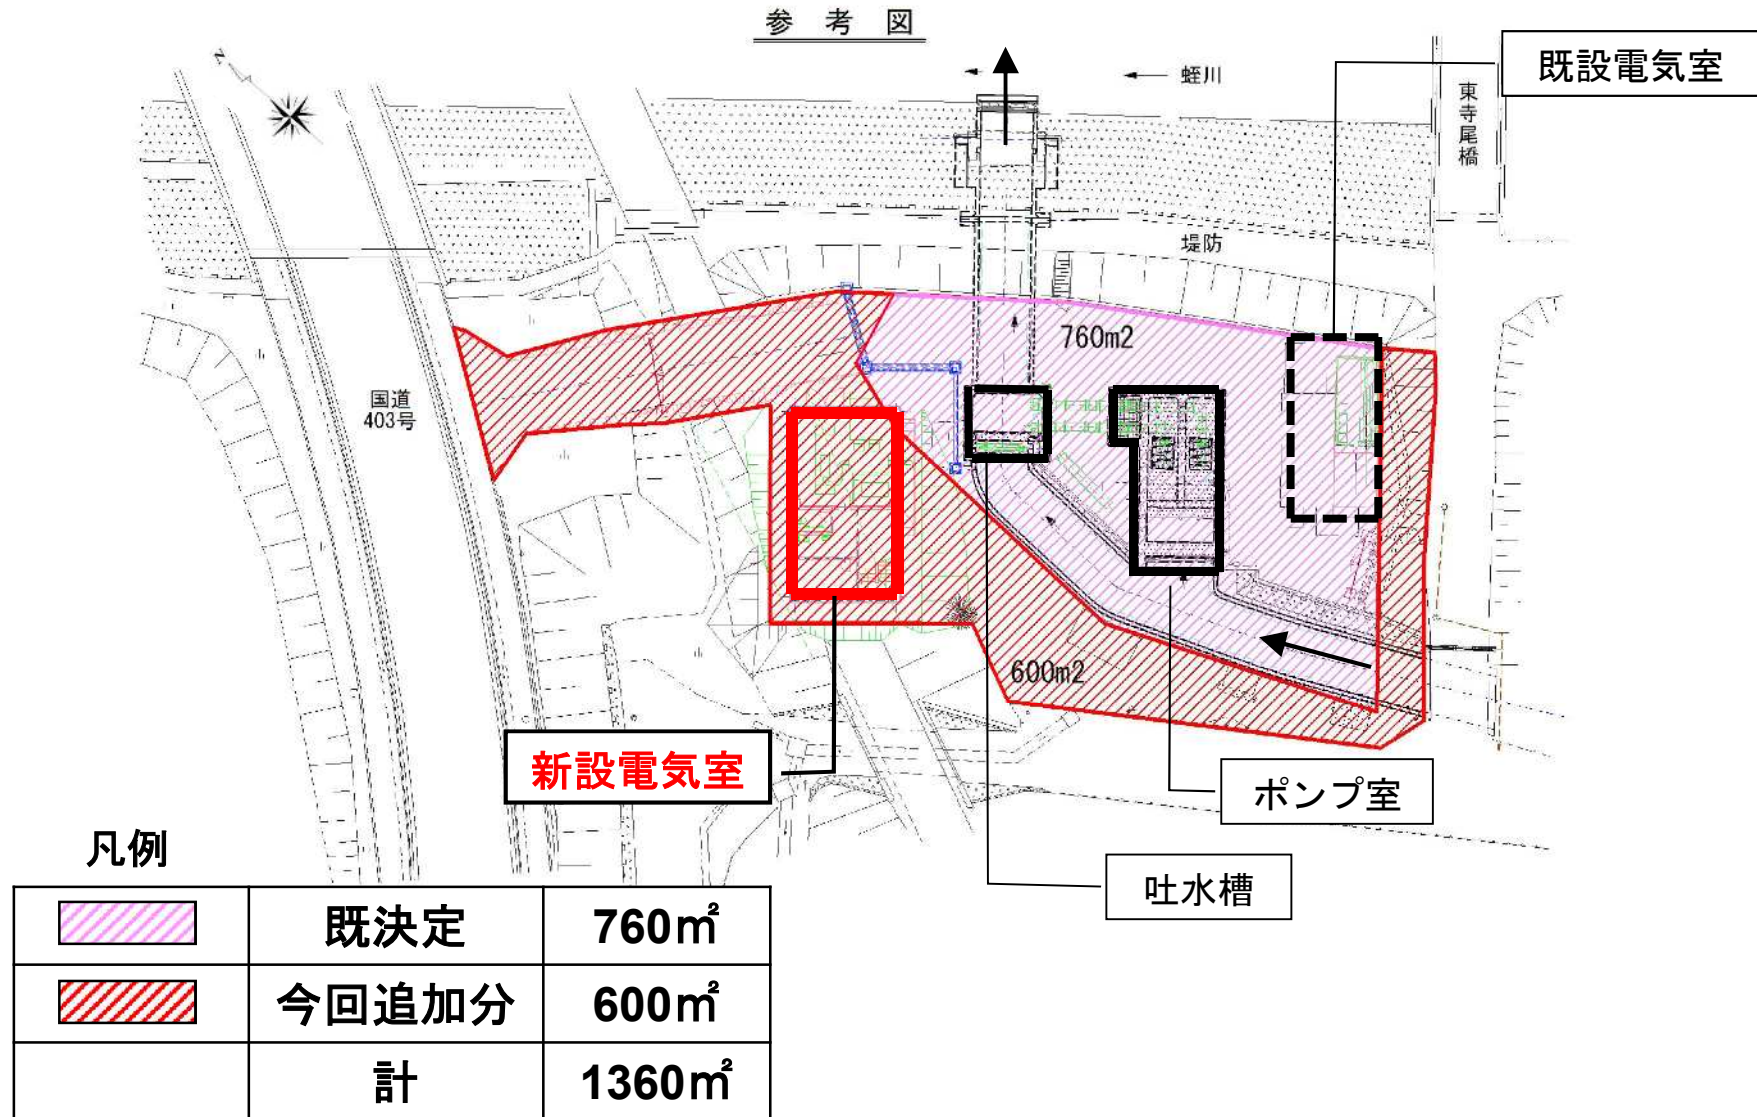 参考図
N
蛭川
既設電気室
東寺尾橋
堤防
760m2
国道
403号
600m2
新設電気室
ポンプ室
吐水槽
凡例
既決定 760㎡
今回追加分 600㎡
計 1360㎡